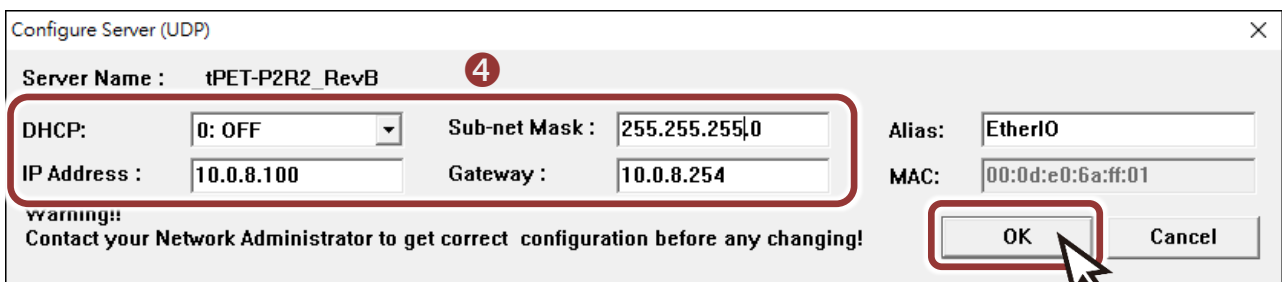 Configure Server (UDP)
Server Name : tPET-P2R2_RevB 4
DHCP: 0: OFF Sub-net Mask : 255.255.255.0 Alias: EtherIO
IP Address : 10.0.8.100 Gateway : 10.0.8.254 MAC: 00:0d:e0:6a:ff:01
Warning!!
Contact your Network Administrator to get correct configuration before any changing! OK Cancel